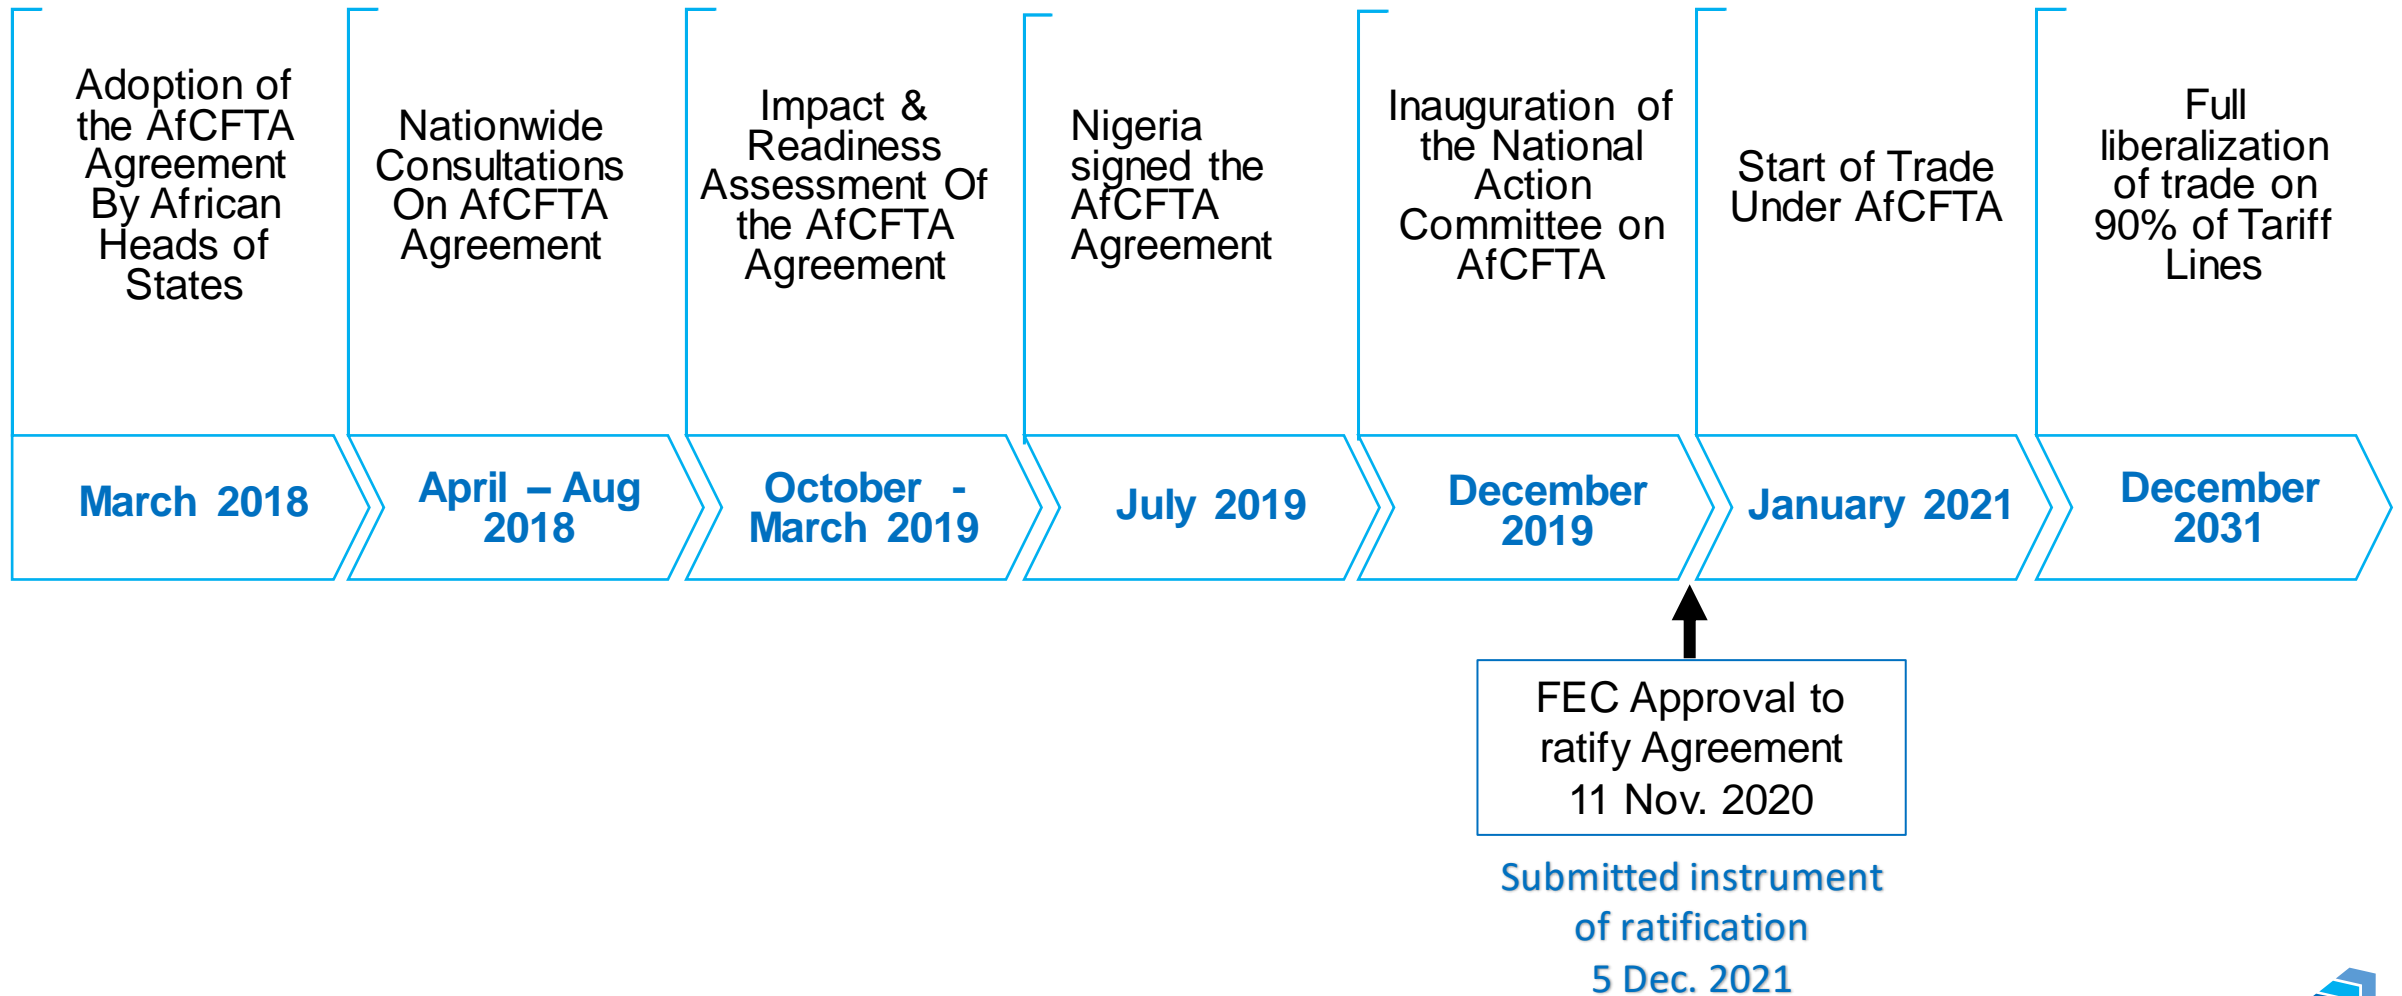 Adoption of
the AfCFTA
Agreement
By African
Heads of
States
Nationwide
Consultations
On AfCFTA
Agreement
Impact &
Readiness
Assessment Of
the AfCFTA
Agreement
Nigeria
signed the
AfCFTA
Agreement
Inauguration of
the National
Action
Committee on
AfCFTA
Start of Trade
Under AfCFTA
Full
liberalization
of trade on
90% of Tariff
Lines
March 2018
April – Aug
2018
October -
March 2019
July 2019
December
2019
January 2021
December
2031
FEC Approval to
ratify Agreement
11 Nov. 2020
Submitted instrument
of ratification
5 Dec. 2021